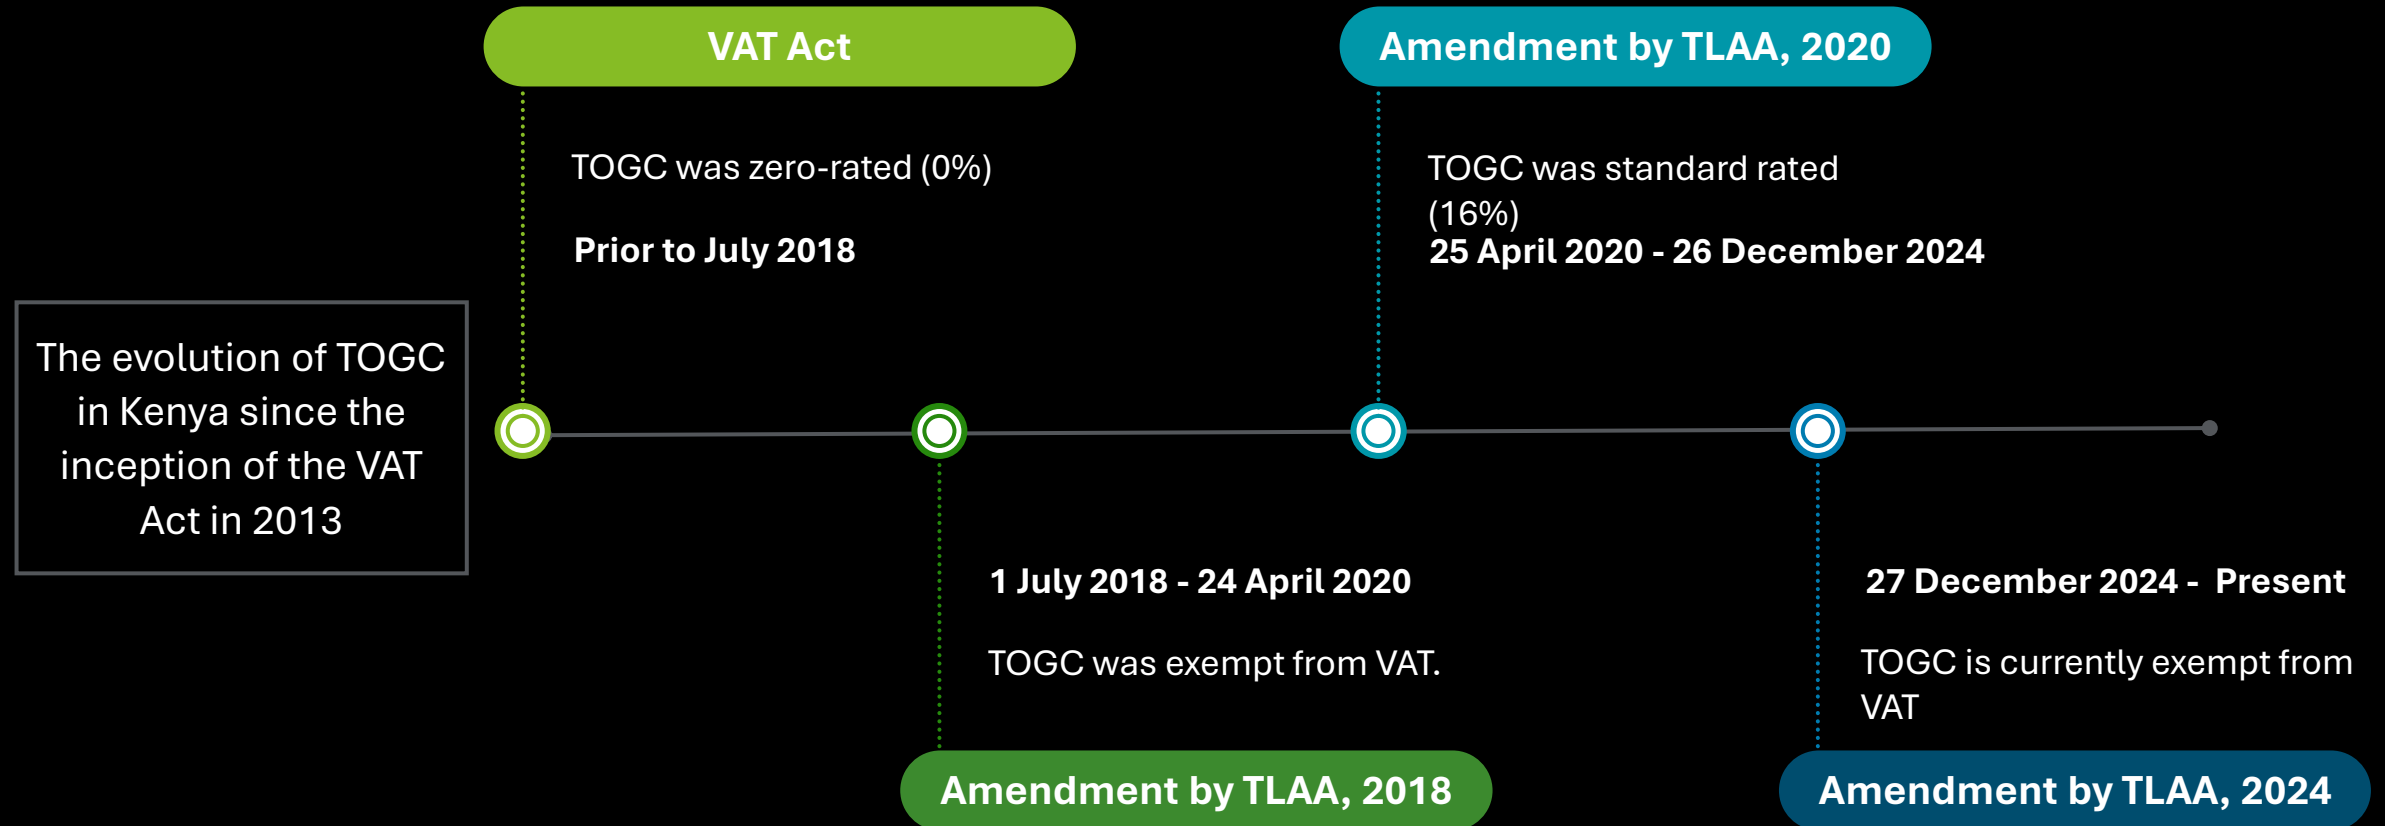 The evolution of TOGC
in Kenya since the
inception of the VAT
Act in 2013
VAT Act
TOGC was zero-rated (0%)
Prior to July 2018
1 July 2018 - 24 April 2020
TOGC was exempt from VAT.
Amendment by TLAA, 2018
Amendment by TLAA, 2020
TOGC was standard rated
(16%)
25 April 2020 - 26 December 2024
27 December 2024 - Present
TOGC is currently exempt from
VAT
Amendment by TLAA, 2024